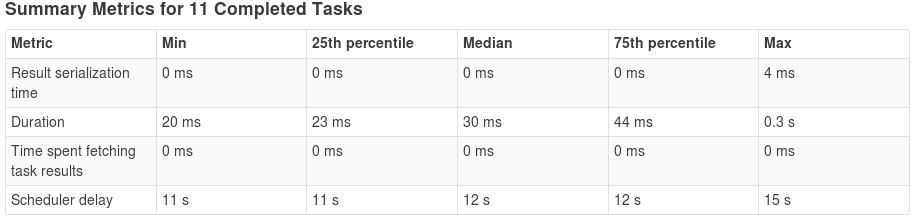 Summary Metrics for 11 Completed Tasks
Metric Min 25th percentile Median 75th percentile Max
Result serialization time 0 ms 0 ms 0 ms 0 ms 4 ms
Duration 20 ms 23 ms 30 ms 44 ms 0.3 s
Time spent fetching task results 0 ms 0 ms 0 ms 0 ms 0 ms
Scheduler delay 11 s 11 s 12 s 12 s 15 s